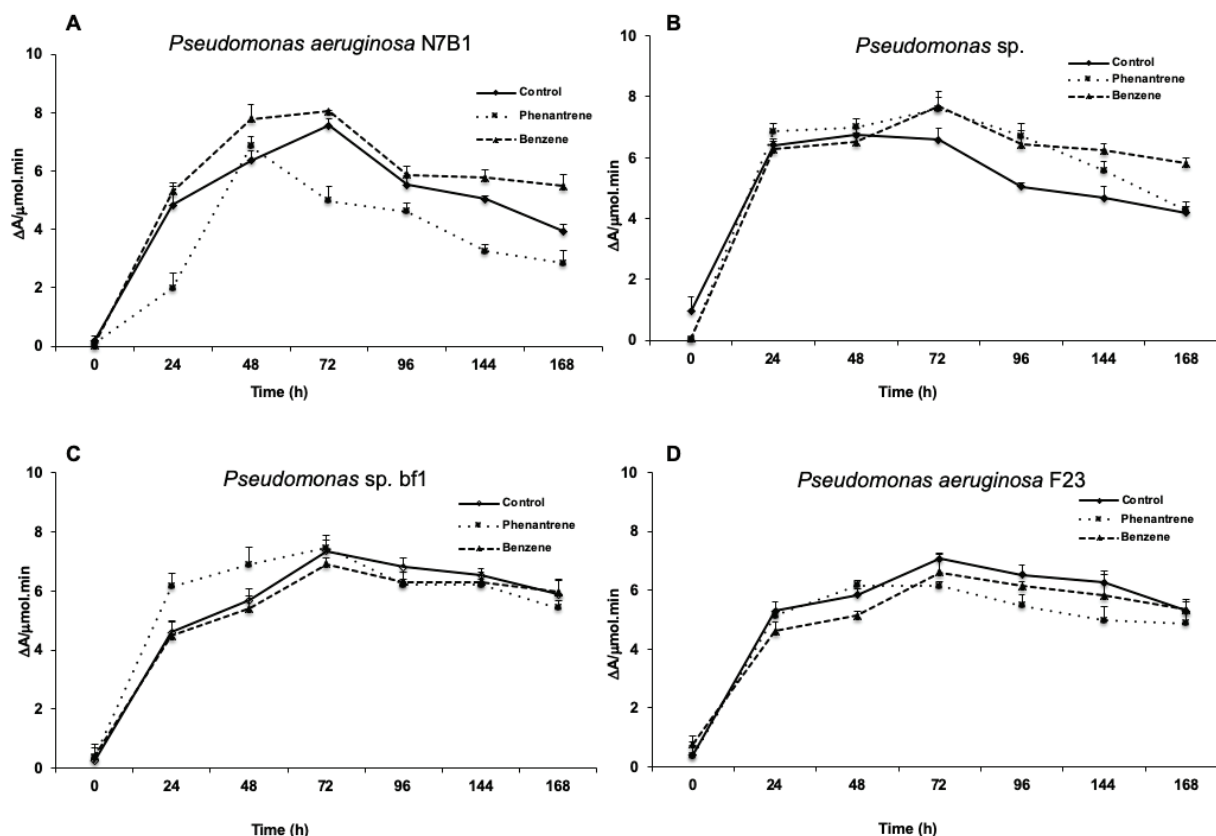 A
Pseudomonas aeruginosa N7B1
10
8
6
4
2
0
ΔA/μmol.min
Control
Phenantrene
Benzene
0 24 48 72 96 144 168
Time (h)
B
Pseudomonas sp.
10
8
6
4
2
0
ΔA/μmol.min
Control
Phenantrene
Benzene
0 24 48 72 96 144 168
Time (h)
C
Pseudomonas sp. bf1
10
8
6
4
2
0
ΔA/μmol.min
Control
Phenantrene
Benzene
0 24 48 72 96 144 168
Time (h)
D
Pseudomonas aeruginosa F23
10
8
6
4
2
0
ΔA/μmol.min
Control
Phenantrene
Benzene
0 24 48 72 96 144 168
Time (h)